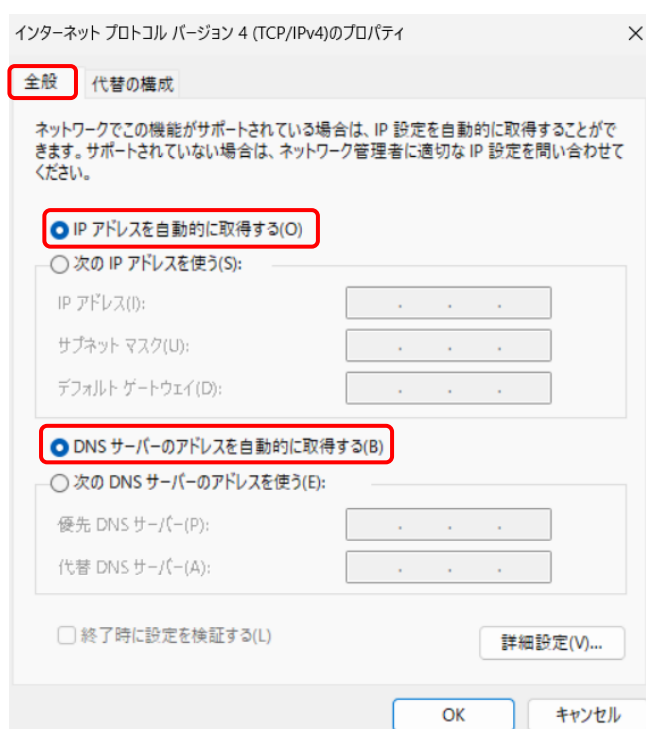 インターネット プロトコル バージョン 4 (TCP/IPv4)のプロパティ
全般
代替の構成
ネットワークでこの機能がサポートされている場合は、IP 設定を自動的に取得することがで
きます。サポートされていない場合は、ネットワーク管理者に適切な IP 設定を問い合わせて
ください。
IP アドレスを自動的に取得する(O)
次の IP アドレスを使う(S):
IP アドレス(I):
サブネット マスク(U):
デフォルト ゲートウェイ(D):
DNS サーバーのアドレスを自動的に取得する(B)
次の DNS サーバーのアドレスを使う(E):
優先 DNS サーバー(P):
代替 DNS サーバー(A):
終了時に設定を検証する(L)
詳細設定(V)...
OK
キャンセル